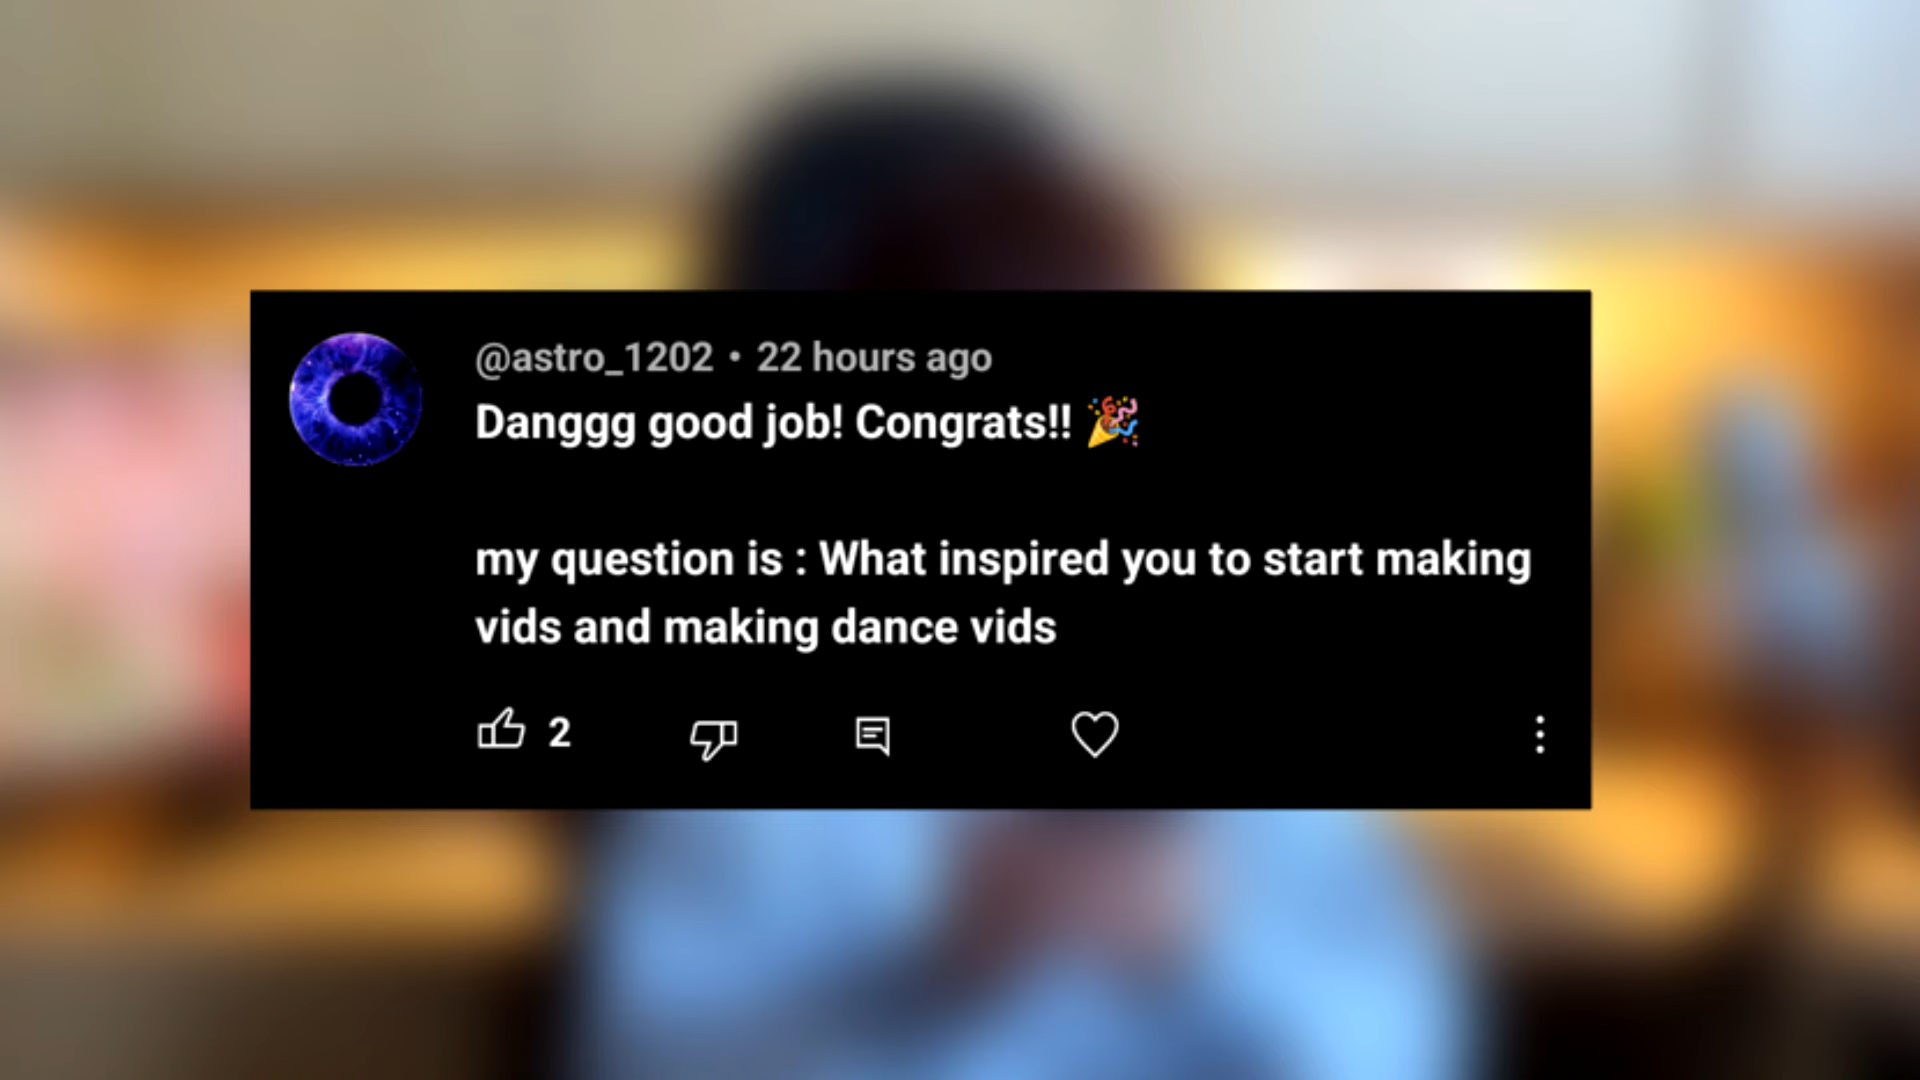 @astro_1202 • 22 hours ago
Danggg good job! Congrats!! 🎉
my question is : What inspired you to start making
vids and making dance vids
2